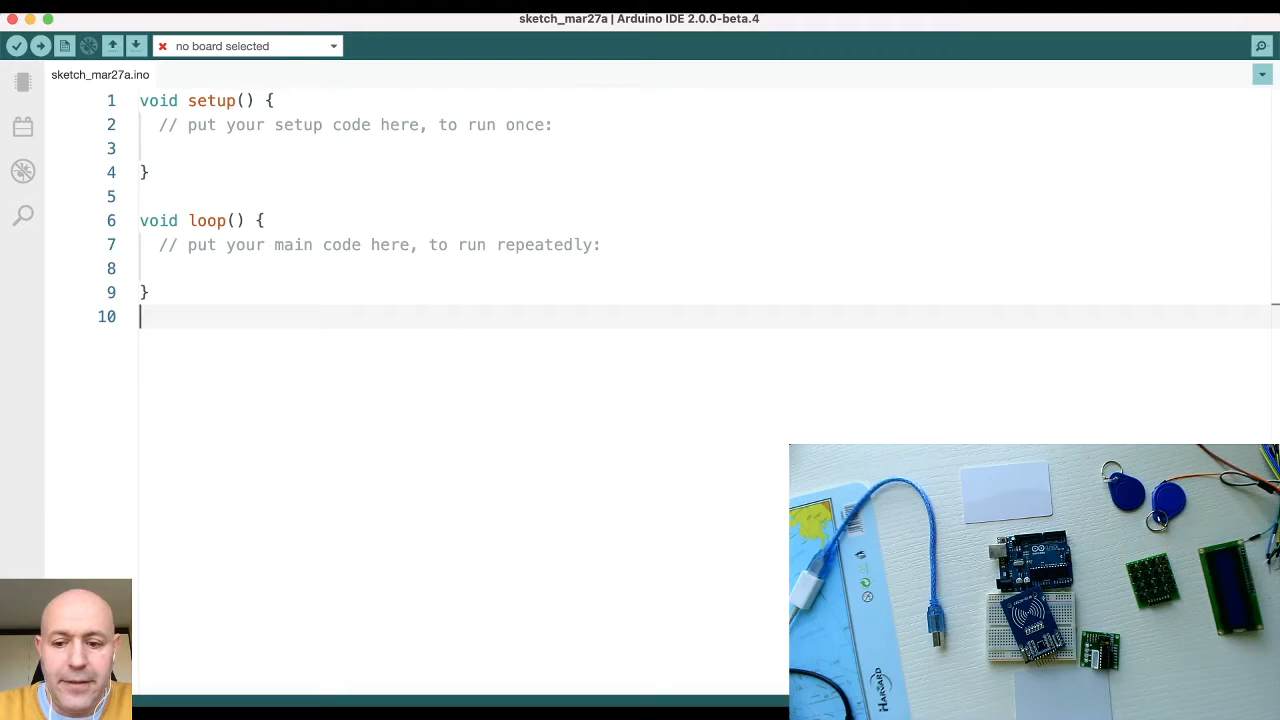 sketch_mar27a | Arduino IDE 2.0.0-beta.4
no board selected
sketch_mar27a.ino
1 void setup() {
2 // put your setup code here, to run once:
3
4 }
5
6 void loop() {
7 // put your main code here, to run repeatedly:
8
9 }
10
HARVARD